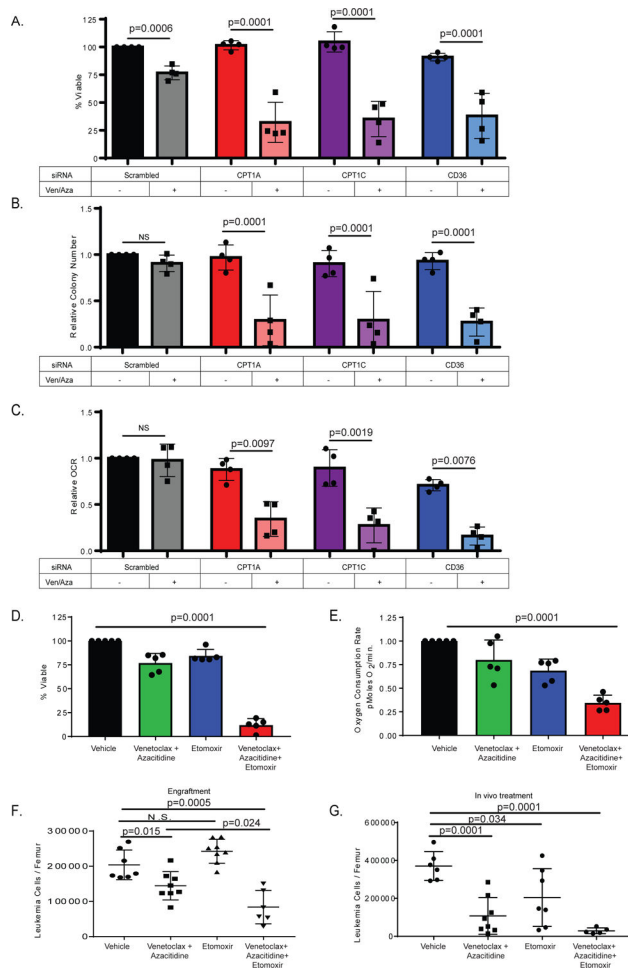 A.
p=0.0006
p=0.0001
p=0.0001
p=0.0001
% Viable
125
100
75
50
25
0
siRNA Scrambled CPT1A CPT1C CD36
Ven/Aza - + - + - + - +
B.
NS
p=0.0001
p=0.0001
p=0.0001
Relative Colony Number
1.5
1.0
0.5
0.0
siRNA Scrambled CPT1A CPT1C CD36
Ven/Aza - + - + - + - +
C.
NS
p=0.0097
p=0.0019
p=0.0076
Relative OCR
1.5
1.0
0.5
0.0
siRNA Scrambled CPT1A CPT1C CD36
Ven/Aza - + - + - + - +
D.
p=0.0001
% Viable
125
100
75
50
25
0
Vehicle
Venetoclax +
Azacitidine
Etomoxir
Venetoclax+
Azacitidine+
Etomoxir
E.
p=0.0001
Oxygen Consumption Rate
pMoles O2/min.
1.25
1.00
0.75
0.50
0.25
0.00
Vehicle
Venetoclax +
Azacitidine
Etomoxir
Venetoclax+
Azacitidine+
Etomoxir
F.
Engraftment
p=0.0005
N.S.
p=0.015
p=0.024
Leukemia Cells / Femur
300000
200000
100000
0
Vehicle
Venetoclax +
Azacitidine
Etomoxir
Venetoclax+
Azacitidine+
Etomoxir
G.
In vivo treatment
p=0.0001
p=0.034
p=0.0001
Leukemia Cells / Femur
60000
40000
20000
0
Vehicle
Venetoclax +
Azacitidine
Etomoxir
Venetoclax+
Azacitidine+
Etomoxir